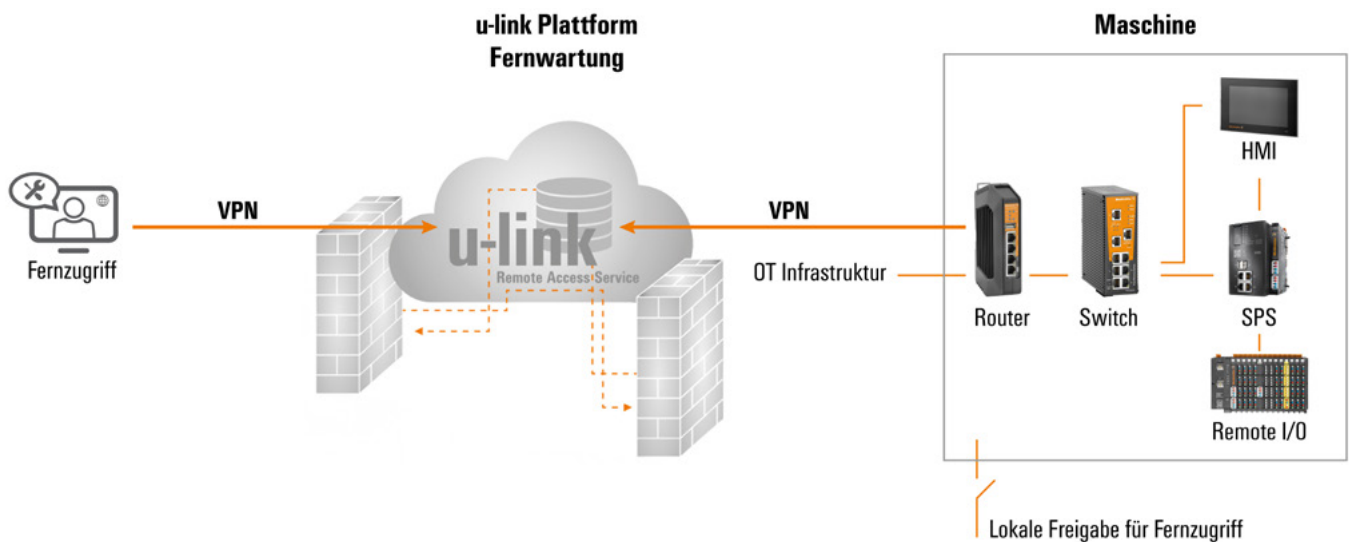 u-link Plattform
Fernwartung
Maschine
HMI
VPN
VPN
u-link
Remote Access Service
Fernzugriff
OT Infrastruktur
Router
Switch
SPS
Remote I/O
Lokale Freigabe für Fernzugriff